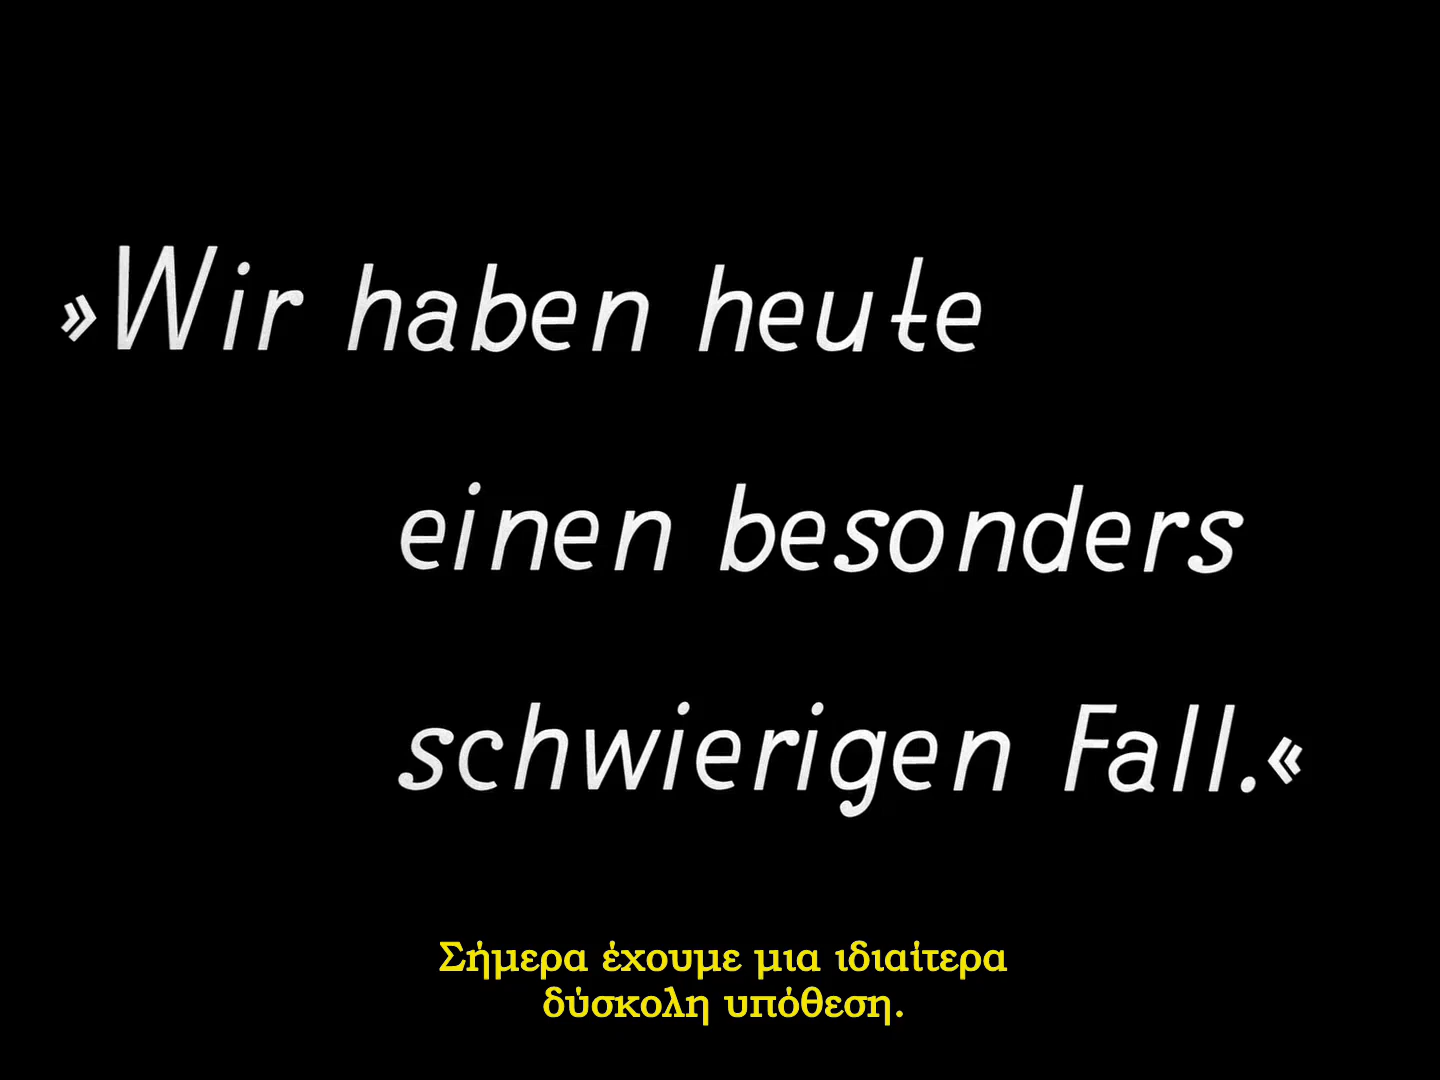 »Wir haben heute
einen besonders
schwierigen Fall.«
Σήμερα έχουμε μια ιδιαίτερα
δύσκολη υπόθεση.